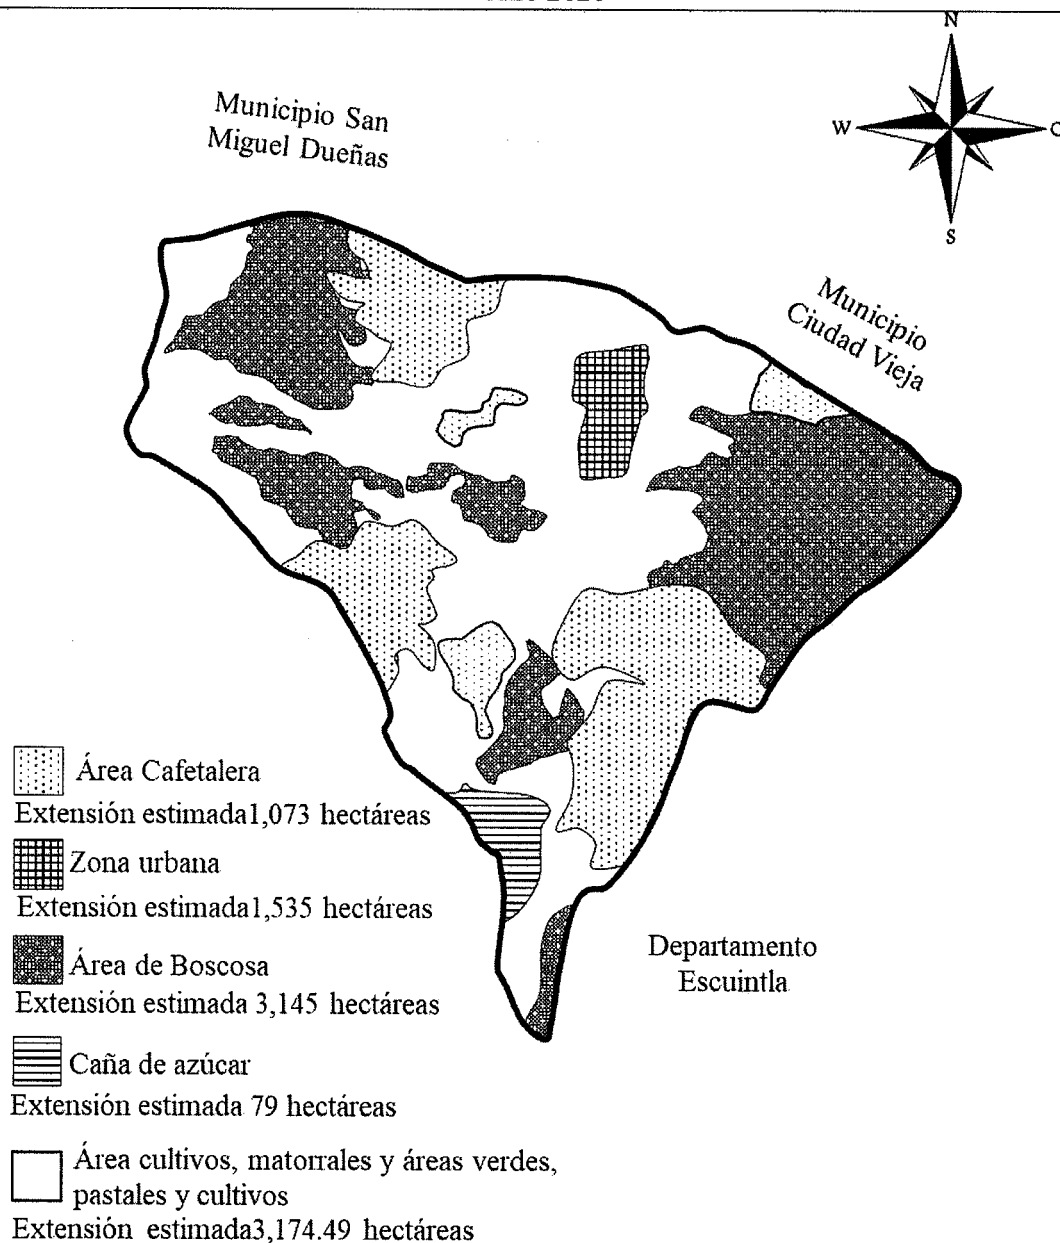 N
W
S
Municipio San
Miguel Dueñas
Municipio
Ciudad Vieja
Área Cafetalera
Extensión estimada1,073 hectáreas
Zona urbana
Extensión estimada1,535 hectáreas
Área de Boscosa
Extensión estimada 3,145 hectáreas
Departamento
Escuintla
Caña de azúcar
Extensión estimada 79 hectáreas
Área cultivos, matorrales y áreas verdes,
pastales y cultivos
Extensión estimada3,174.49 hectáreas